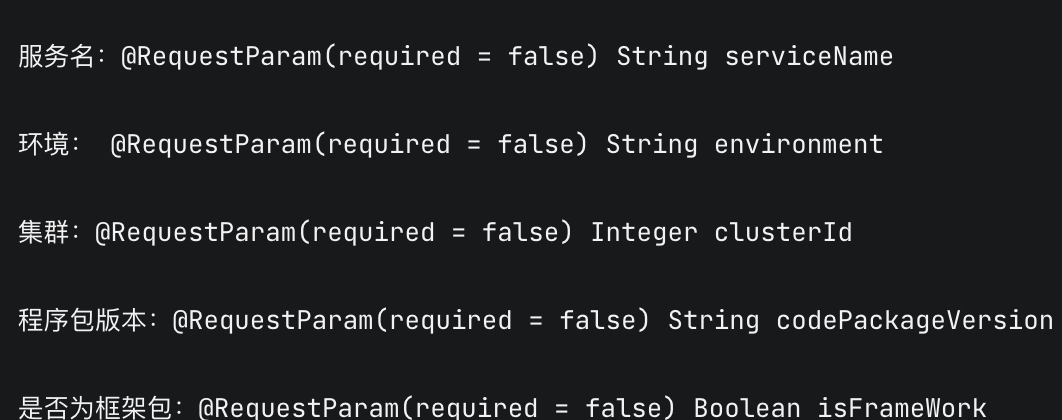 服务名：@RequestParam(required = false) String serviceName
环境： @RequestParam(required = false) String environment
集群：@RequestParam(required = false) Integer clusterId
程序包版本：@RequestParam(required = false) String codePackageVersion
是否为框架包：@RequestParam(required = false) Boolean isFrameWork